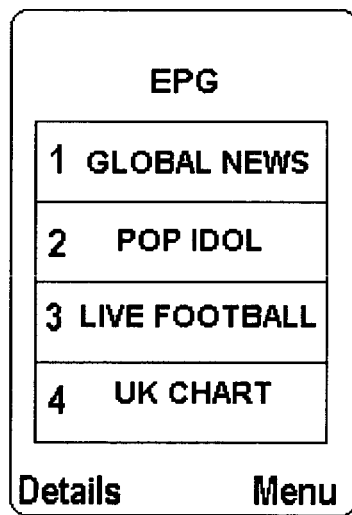 EPG
1 GLOBAL NEWS
2 POP IDOL
3 LIVE FOOTBALL
4 UK CHART
Details Menu